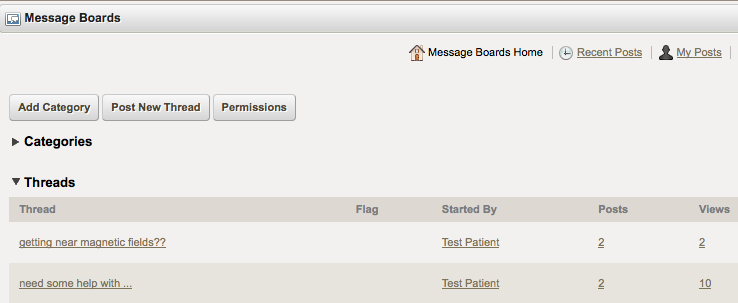 Message Boards
Message Boards Home Recent Posts My Posts
Add Category Post New Thread Permissions
Categories
Threads
Thread Flag Started By Posts Views
getting near magnetic fields?? Test Patient 2 2
need some help with ... Test Patient 2 10